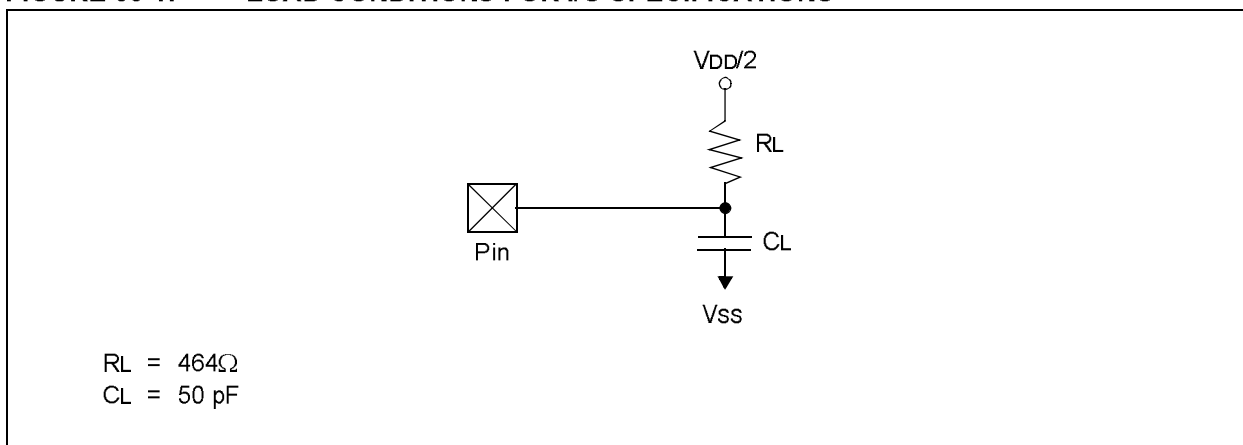 VDD/2
RL
Pin
CL
VSS
RL = 464Ω
CL = 50 pF